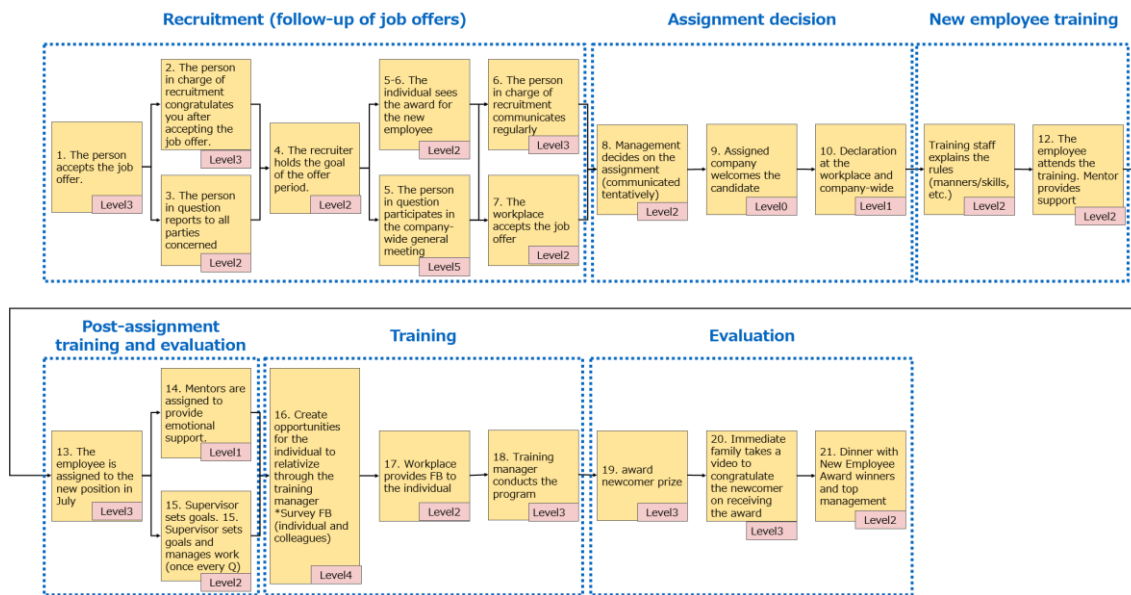 Recruitment (follow-up of job offers)
Assignment decision
New employee training
1. The person
accepts the job
offer.
Level3
2. The person
in charge of
recruitment
congratulates
you after
accepting the
job offer.
Level3
3. The person
in question
reports to all
parties
concerned
Level2
4. The recruiter
holds the goal
of the offer
period.
Level2
5-6. The
individual sees
the award for
the new
employee
Level2
5. The person
in question
participates in
the company-
wide general
meeting
Level5
6. The person
in charge of
recruitment
communicates
regularly
Level3
7. The
workplace
accepts the job
offer
Level2
8. Management
decides on the
assignment
(communicated
tentatively)
Level2
9. Assigned
company
welcomes the
candidate
Level0
10. Declaration
at the
workplace and
company-wide
Level1
Training staff
explains the
rules
(manners/skills,
etc.)
Level2
12. The
employee
attends the
training. Mentor
provides
support
Level2
Post-assignment
training and evaluation
Training
Evaluation
13. The
employee is
assigned to the
new position in
July
Level3
14. Mentors are
assigned to
provide
emotional
support.
Level1
15. Supervisor
sets goals. 15.
Supervisor sets
goals and
manages work
(once every Q)
Level2
16. Create
opportunities
for the
individual to
relativize
through the
training
manager
*Survey FB
(individual and
colleagues)
Level4
17. Workplace
provides FB to
the individual
Level2
18. Training
manager
conducts the
program
Level3
19. award
newcomer prize
Level3
20. Immediate
family takes a
video to
congratulate
the newcomer
on receiving
the award
Level3
21. Dinner with
New Employee
Award winners
and top
management
Level2